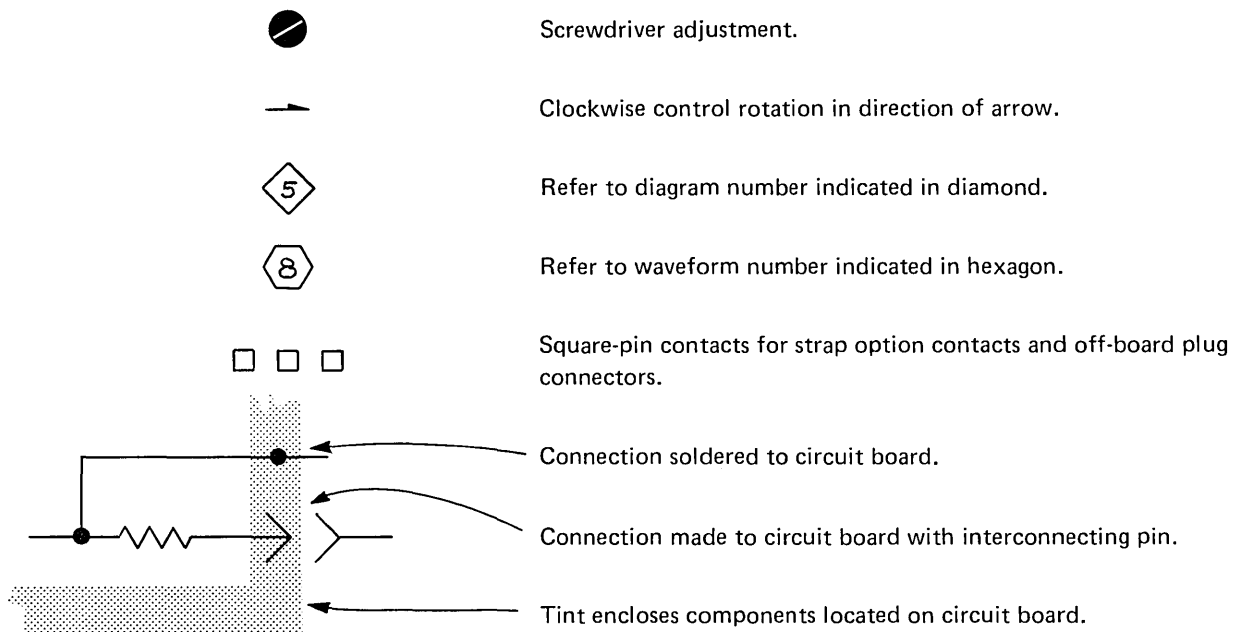 Screwdriver adjustment.
Clockwise control rotation in direction of arrow.
5
Refer to diagram number indicated in diamond.
8
Refer to waveform number indicated in hexagon.
Square-pin contacts for strap option contacts and off-board plug
connectors.
Connection soldered to circuit board.
Connection made to circuit board with interconnecting pin.
Tint encloses components located on circuit board.